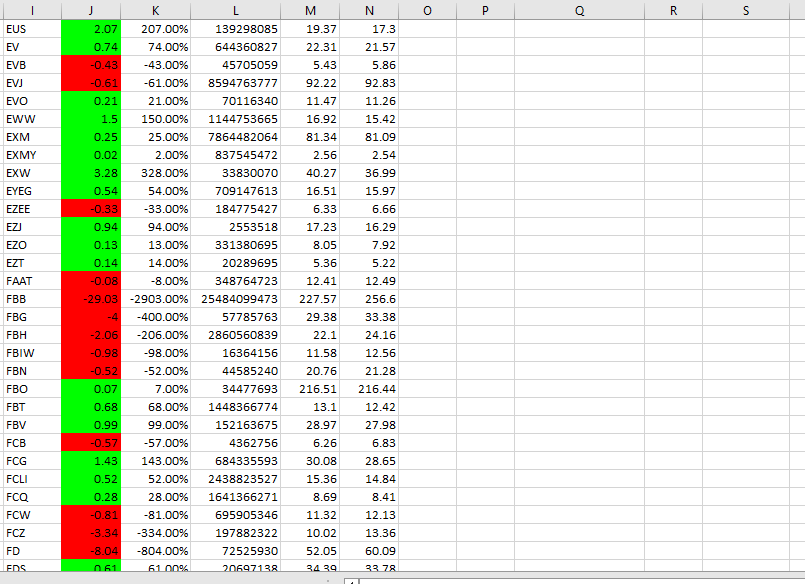 I J K L M N O P Q R S
EUS 2.07 207.00% 139298085 19.37 17.3
EV 0.74 74.00% 644360827 22.31 21.57
EVB -0.43 -43.00% 45705059 5.43 5.86
EVJ -0.61 -61.00% 8594763777 92.22 92.83
EVO 0.21 21.00% 70116340 11.47 11.26
EWW 1.5 150.00% 1144753665 16.92 15.42
EXM 0.25 25.00% 7864482064 81.34 81.09
EXMY 0.02 2.00% 837545472 2.56 2.54
EXW 3.28 328.00% 33830070 40.27 36.99
EYEG 0.54 54.00% 709147613 16.51 15.97
EZEE -0.33 -33.00% 184775427 6.33 6.66
EZJ 0.94 94.00% 2553518 17.23 16.29
EZO 0.13 13.00% 331380695 8.05 7.92
EZT 0.14 14.00% 20289695 5.36 5.22
FAAT -0.08 -8.00% 348764723 12.41 12.49
FBB -29.03 -2903.00% 25484099473 227.57 256.6
FBG -4 -400.00% 57785763 29.38 33.38
FBH -2.06 -206.00% 2860560839 22.1 24.16
FBIW -0.98 -98.00% 16364156 11.58 12.56
FBN -0.52 -52.00% 44585240 20.76 21.28
FBO 0.07 7.00% 34477693 216.51 216.44
FBT 0.68 68.00% 1448366774 13.1 12.42
FBV 0.99 99.00% 152163675 28.97 27.98
FCB -0.57 -57.00% 4362756 6.26 6.83
FCG 1.43 143.00% 684335593 30.08 28.65
FCLI 0.52 52.00% 2438823527 15.36 14.84
FCQ 0.28 28.00% 1641366271 8.69 8.41
FCW -0.81 -81.00% 695905346 11.32 12.13
FCZ -3.34 -334.00% 197882322 10.02 13.36
FD -8.04 -804.00% 72525930 52.05 60.09
FDS 0.61 61.00% 20697138 34.39 33.78